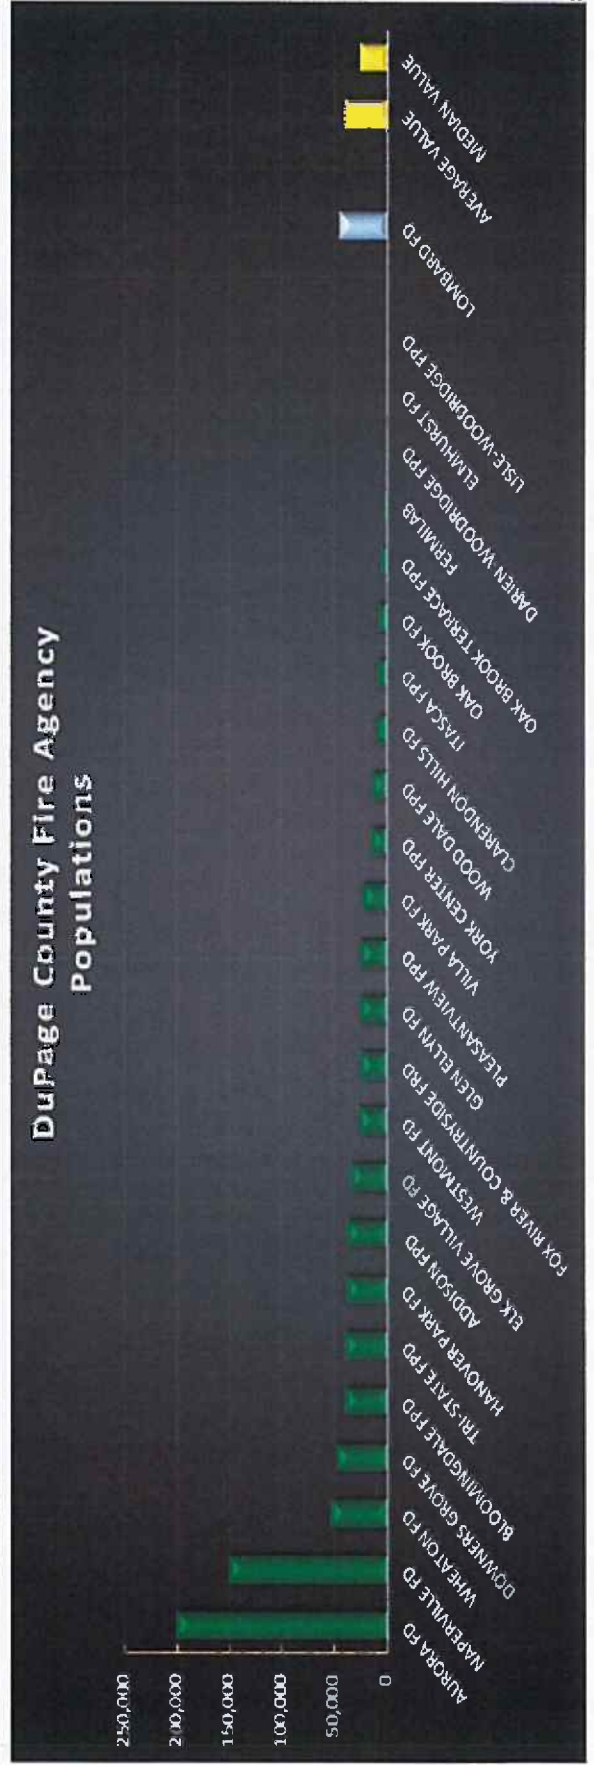 DuPage County Fire Agency
Populations
250,000
200,000
150,000
100,000
50,000
0
AURORA FD
NAPERVILLE FD
WHEATON FD
DOWNERS GROVE FD
BLOOMINGDALE FPD
TRI-STATE FPD
HANOVER PARK FD
ADDISON FPD
ELK GROVE VILLAGE FD
WESTMONT FD
FOX RIVER & COUNTRYSIDE FRD
GLEN ELLYN FD
PLEASANTVIEW FPD
VILLA PARK FD
YORK CENTER FPD
WOOD DALE FPD
CLARENDON HILLS FD
ITASCA FPD
OAK BROOK FD
OAK BROOK TERRACE FPD
FERMILAB
DARIEN WOODRIDGE FPD
ELMHURST FD
LISLE-WOODRIDGE FPD
LOMBARD FD
AVERAGE VALUE
MEDIAN VALUE